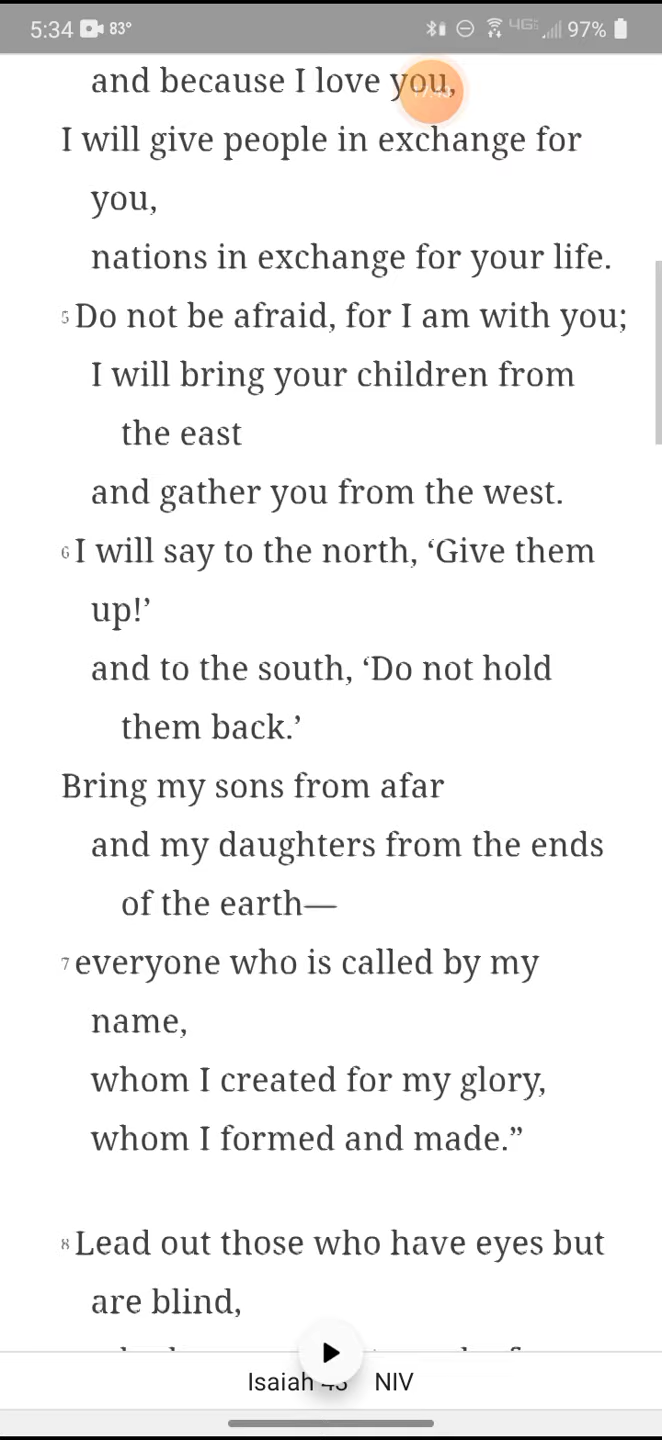 5:34 83° 4G 97%
and because I love you,
I will give people in exchange for
you,
nations in exchange for your life.
5 Do not be afraid, for I am with you;
I will bring your children from
the east
and gather you from the west.
6 I will say to the north, ‘Give them
up!’
and to the south, ‘Do not hold
them back.’
Bring my sons from afar
and my daughters from the ends
of the earth—
7 everyone who is called by my
name,
whom I created for my glory,
whom I formed and made.”
8 Lead out those who have eyes but
are blind,
Isaiah 43 NIV